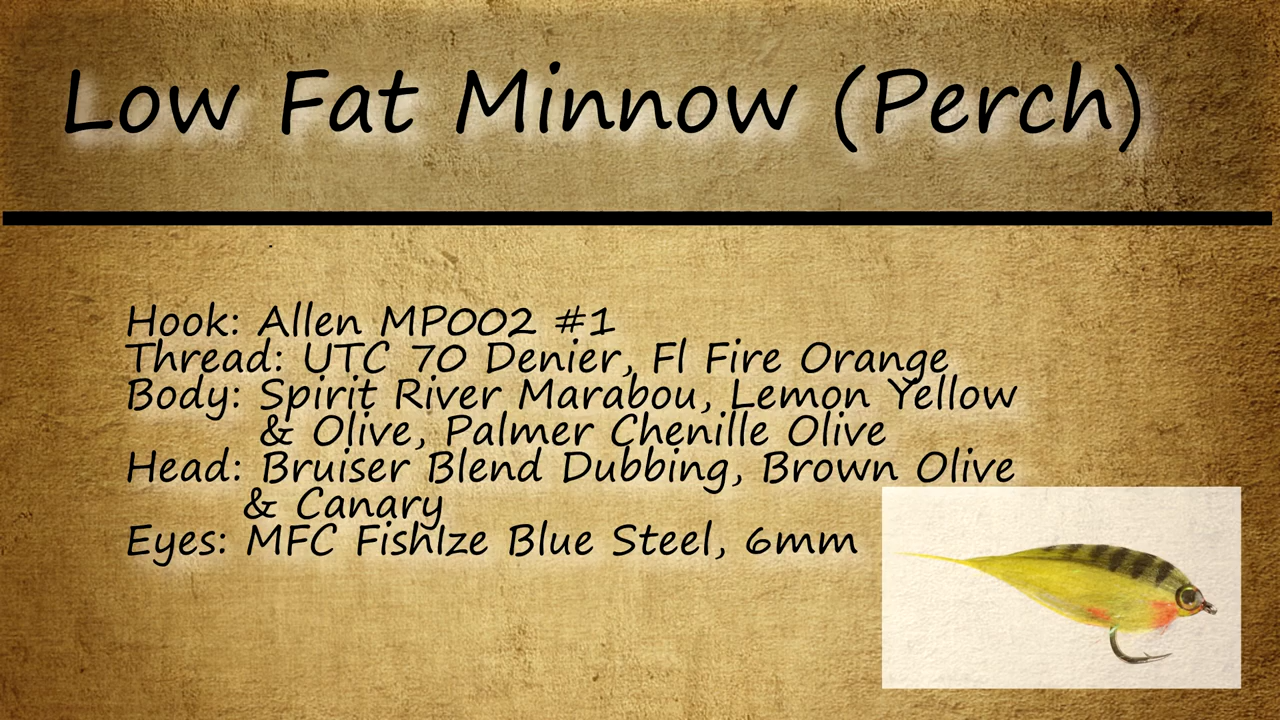 Low Fat Minnow (Perch)
Hook: Allen MP002 #1
Thread: UTC 70 Denier, Fl Fire Orange
Body: Spirit River Marabou, Lemon Yellow
& Olive, Palmer Chenille Olive
Head: Bruiser Blend Dubbing, Brown Olive
& Canary
Eyes: MFC FishIze Blue Steel, 6mm